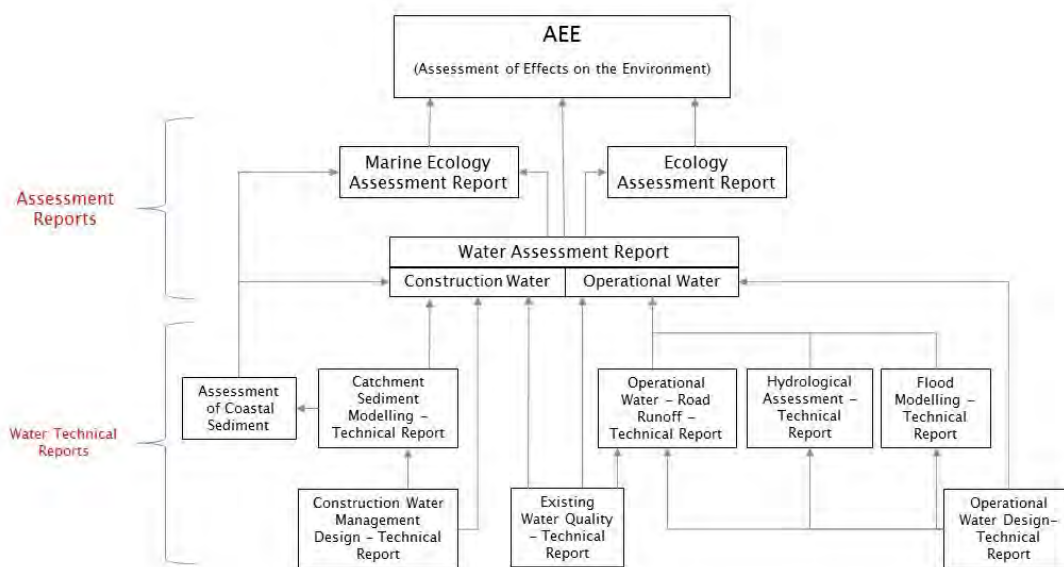 AEE
(Assessment of Effects on the Environment)
Assessment
Reports
Marine Ecology
Assessment Report
Ecology
Assessment Report
Water Assessment Report
Construction Water
Operational Water
Water Technical
Reports
Assessment
of Coastal
Sediment
Catchment
Sediment
Modelling –
Technical Report
Operational
Water – Road
Runoff –
Technical Report
Hydrological
Assessment –
Technical
Report
Flood
Modelling –
Technical
Report
Construction Water
Management
Design – Technical
Report
Existing
Water Quality
– Technical
Report
Operational
Water Design–
Technical
Report